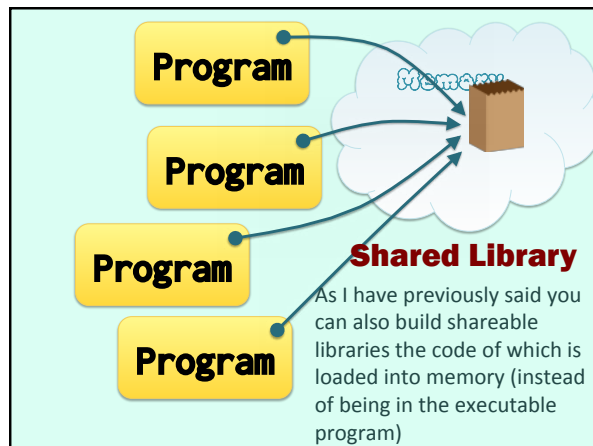 Program
Memory
Program
Program
Program
Shared Library
As I have previously said you
can also build shareable
libraries the code of which is
loaded into memory (instead
of being in the executable
program)